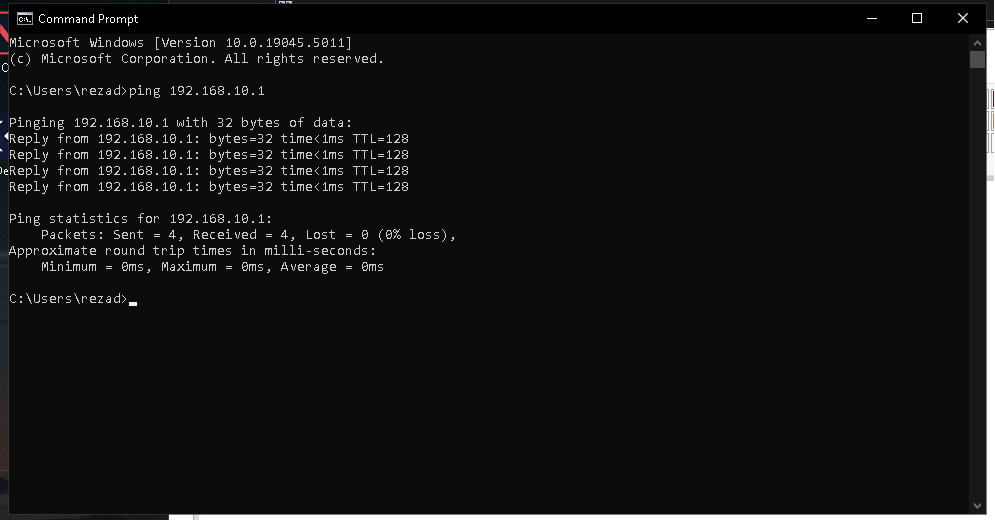 Command Prompt
Microsoft Windows [Version 10.0.19045.5011]
(c) Microsoft Corporation. All rights reserved.
C:\Users\rezad>ping 192.168.10.1
Pinging 192.168.10.1 with 32 bytes of data:
Reply from 192.168.10.1: bytes=32 time<1ms TTL=128
Reply from 192.168.10.1: bytes=32 time<1ms TTL=128
Reply from 192.168.10.1: bytes=32 time<1ms TTL=128
Reply from 192.168.10.1: bytes=32 time<1ms TTL=128
Ping statistics for 192.168.10.1:
    Packets: Sent = 4, Received = 4, Lost = 0 (0% loss),
Approximate round trip times in milli-seconds:
    Minimum = 0ms, Maximum = 0ms, Average = 0ms
C:\Users\rezad>